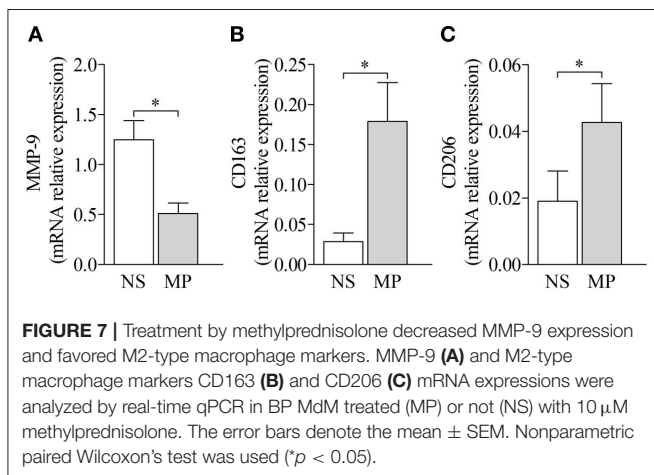 A
B
C
MMP-9
(mRNA relative expression)
1.5
1.0
0.5
0.0
*
NS MP
CD163
(mRNA relative expression)
0.25
0.20
0.15
0.10
0.05
0.00
*
NS MP
CD206
(mRNA relative expression)
0.06
0.04
0.02
0.00
*
NS MP
FIGURE 7 | Treatment by methylprednisolone decreased MMP-9 expression
and favored M2-type macrophage markers. MMP-9 (A) and M2-type
macrophage markers CD163 (B) and CD206 (C) mRNA expressions were
analyzed by real-time qPCR in BP MdM treated (MP) or not (NS) with 10 μM
methylprednisolone. The error bars denote the mean ± SEM. Nonparametric
paired Wilcoxon's test was used (*p < 0.05).